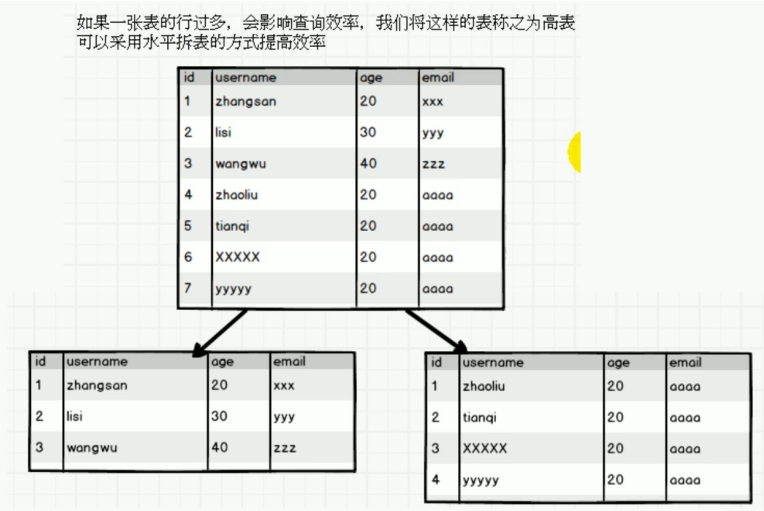 如果一张表的行过多，会影响查询效率，我们将这样的表称之为高表
可以采用水平拆表的方式提高效率
id username age email
1 zhangsan 20 xxx
2 lisi 30 yyy
3 wangwu 40 zzz
4 zhaoliu 20 aaaa
5 tianqi 20 aaaa
6 XXXXX 20 aaaa
7 yyyyy 20 aaaa
id username age email
1 zhangsan 20 xxx
2 lisi 30 yyy
3 wangwu 40 zzz
id username age email
1 zhaoliu 20 aaaa
2 tianqi 20 aaaa
3 XXXXX 20 aaaa
4 yyyyy 20 aaaa